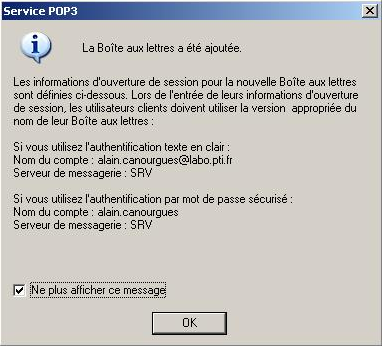 Service POP3
La Boîte aux lettres a été ajoutée.
Les informations d'ouverture de session pour la nouvelle Boîte aux lettres
sont définies ci-dessous. Lors de l'entrée de leurs informations d'ouverture
de session, les utilisateurs clients doivent utiliser la version  appropriée du
nom de leur Boîte aux lettres :
Si vous utilisez l'authentification texte en clair :
Nom du compte : alain.canourgues@labo.pti.fr
Serveur de messagerie : SRV
Si vous utilizez l'authentification par mot de passe sécurisé :
Nom du compte : alain.canourgues
Serveur de messagerie : SRV
Ne plus afficher ce message
OK